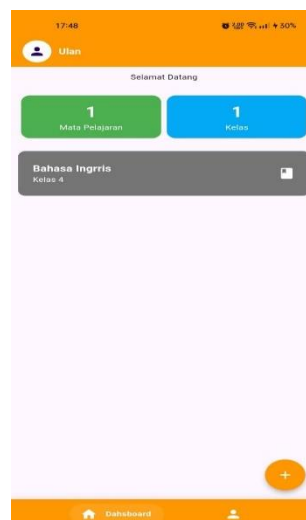 17:48
30%
Ulan
Selamat Datang
1
Mata Pelajaran
1
Kelas
Bahasa Ingrris
Kelas 4
+
Dahsboard